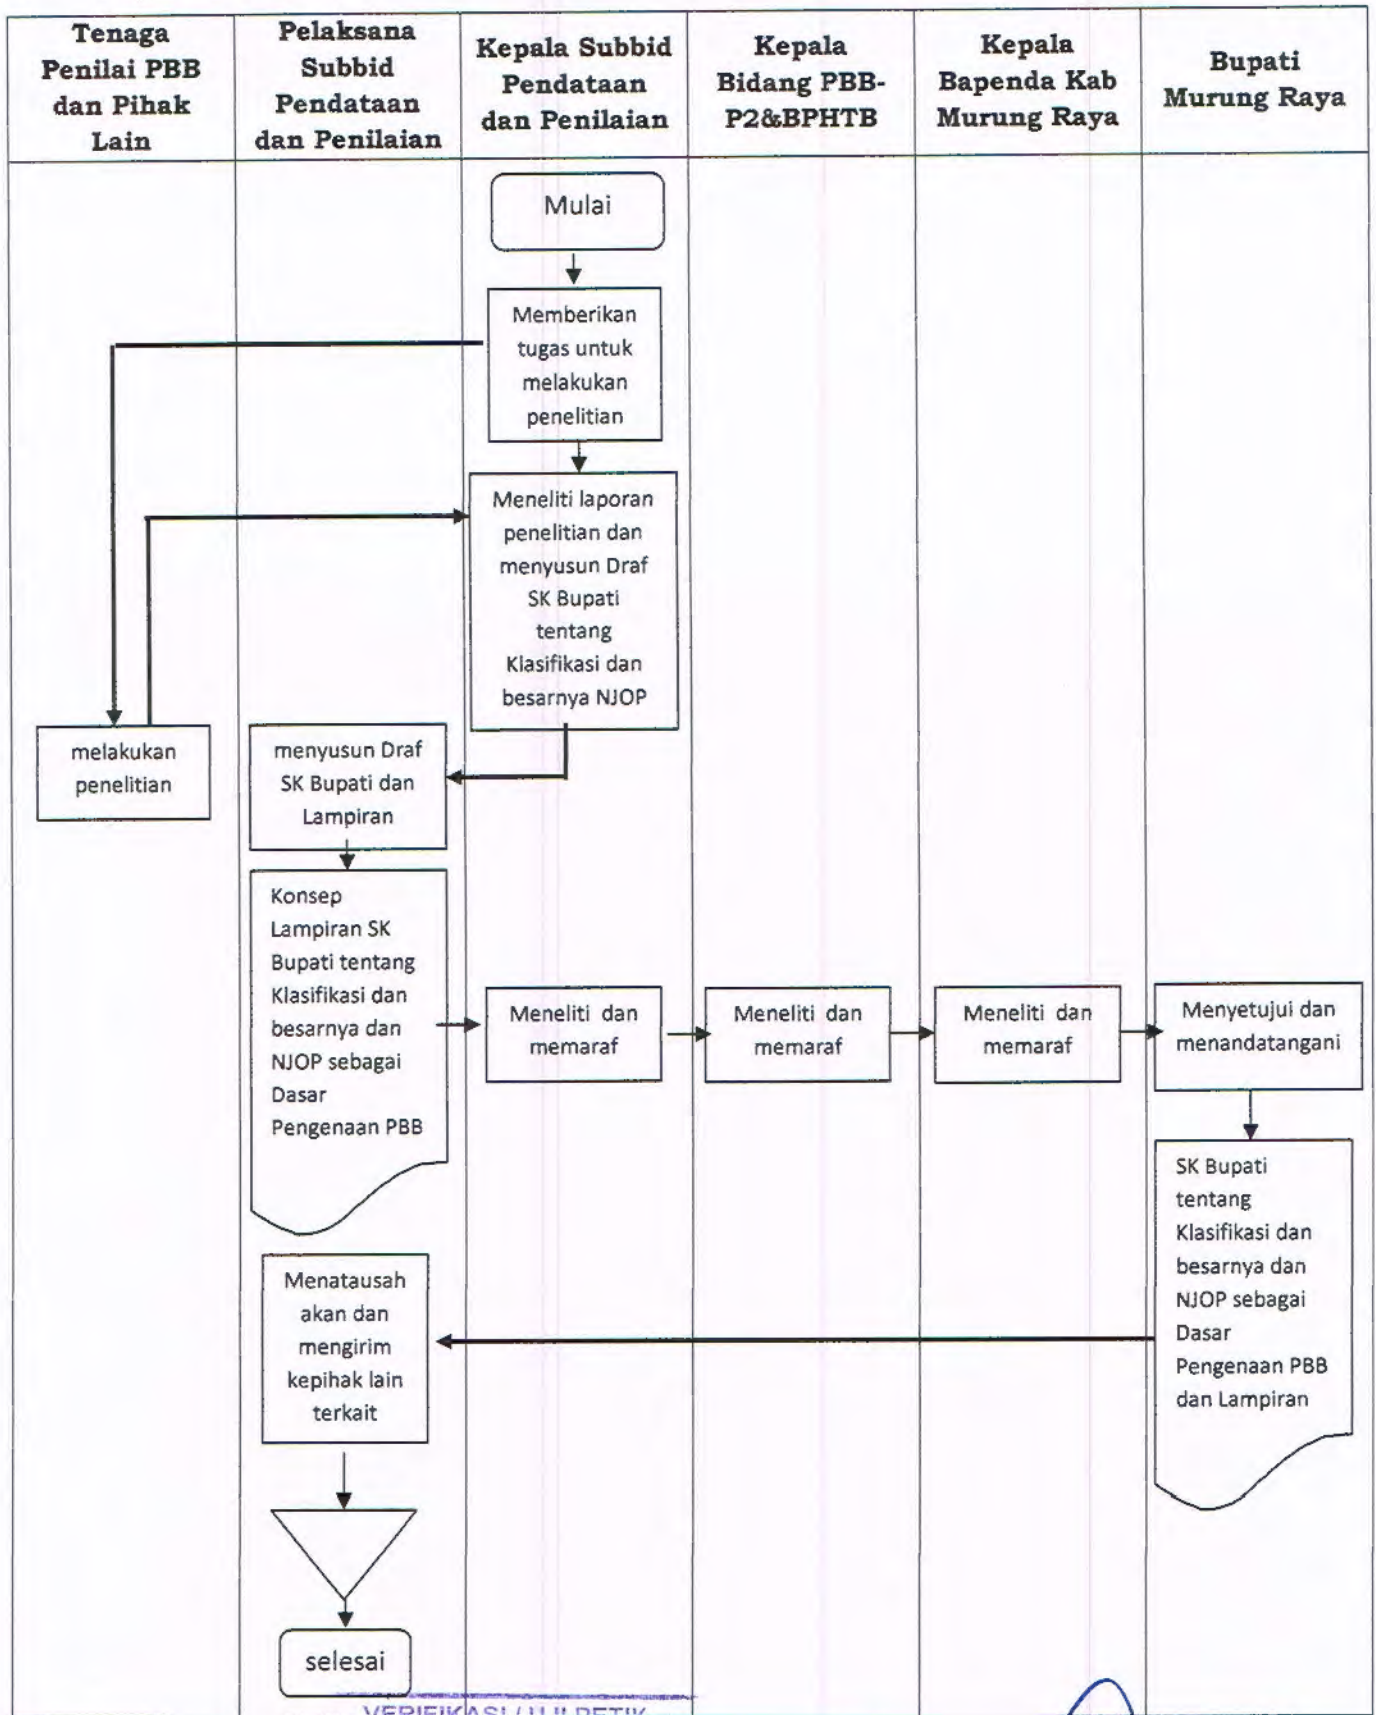 Tenaga
Penilai PBB
dan Pihak
Lain
Pelaksana
Subbid
Pendataan
dan Penilaian
Kepala Subbid
Pendataan
dan Penilaian
Kepala
Bidang PBB-
P2&BPHTB
Kepala
Bapenda Kab
Murung Raya
Bupati
Murung Raya
Mulai
Memberikan
tugas untuk
melakukan
penelitian
Meneliti laporan
penelitian dan
menyusun Draf
SK Bupati
tentang
Klasifikasi dan
besarnya NJOP
melakukan
penelitian
menyusun Draf
SK Bupati dan
Lampiran
Konsep
Lampiran SK
Bupati tentang
Klasifikasi dan
besarnya dan
NJOP sebagai
Dasar
Pengenaan PBB
Meneliti dan
memaraf
Meneliti dan
memaraf
Meneliti dan
memaraf
Menyetujui dan
menandatangani
SK Bupati
tentang
Klasifikasi dan
besarnya dan
NJOP sebagai
Dasar
Pengenaan PBB
dan Lampiran
Menatausah
akan dan
mengirim
kepihak lain
terkait
selesai
VERIFIKASI / UJI PETIK